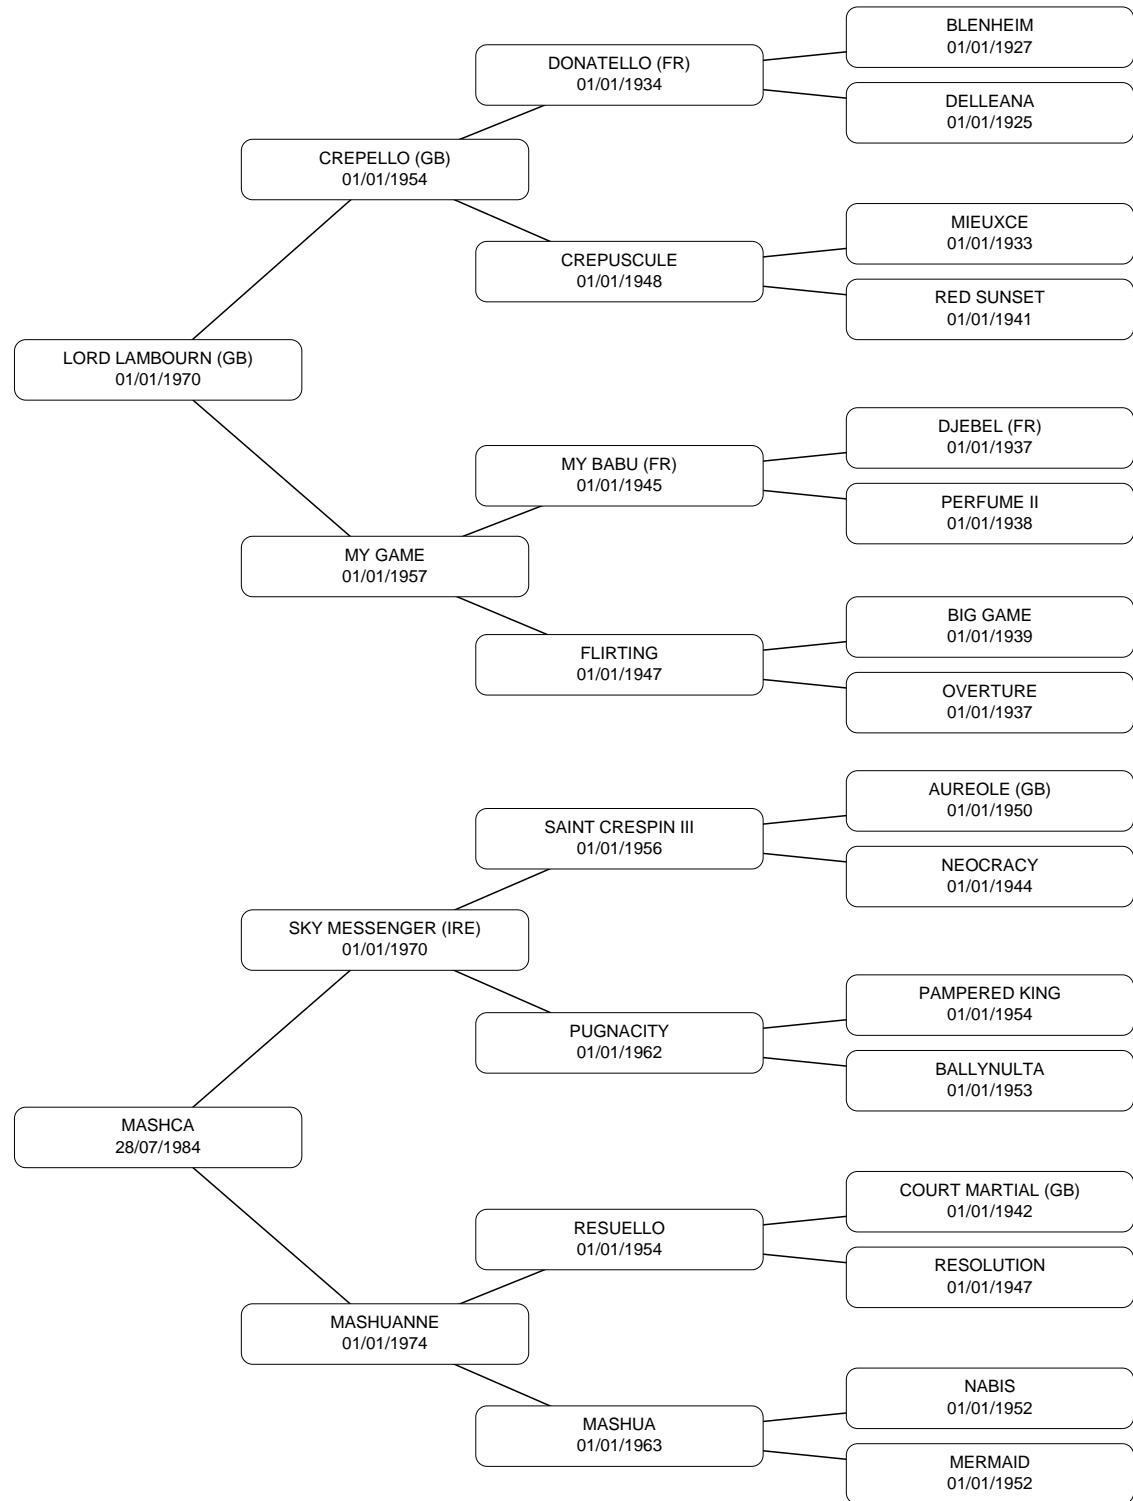 BLENHEIM
01/01/1927
DONATELLO (FR)
01/01/1934
DELLEANA
01/01/1925
CREPELLO (GB)
01/01/1954
MIEUXCE
01/01/1933
CREPUSCULE
01/01/1948
RED SUNSET
01/01/1941
LORD LAMBOURN (GB)
01/01/1970
DJEBEL (FR)
01/01/1937
MY BABU (FR)
01/01/1945
PERFUME II
01/01/1938
MY GAME
01/01/1957
BIG GAME
01/01/1939
FLIRTING
01/01/1947
OVERTURE
01/01/1937
AUREOLE (GB)
01/01/1950
SAINT CRESPIN III
01/01/1956
NEOCRACY
01/01/1944
SKY MESSENGER (IRE)
01/01/1970
PAMPERED KING
01/01/1954
PUGNACITY
01/01/1962
BALLYNULTA
01/01/1953
MASHCA
28/07/1984
COURT MARTIAL (GB)
01/01/1942
RESUELLO
01/01/1954
RESOLUTION
01/01/1947
MASHUANNE
01/01/1974
NABIS
01/01/1952
MASHUA
01/01/1963
MERMAID
01/01/1952